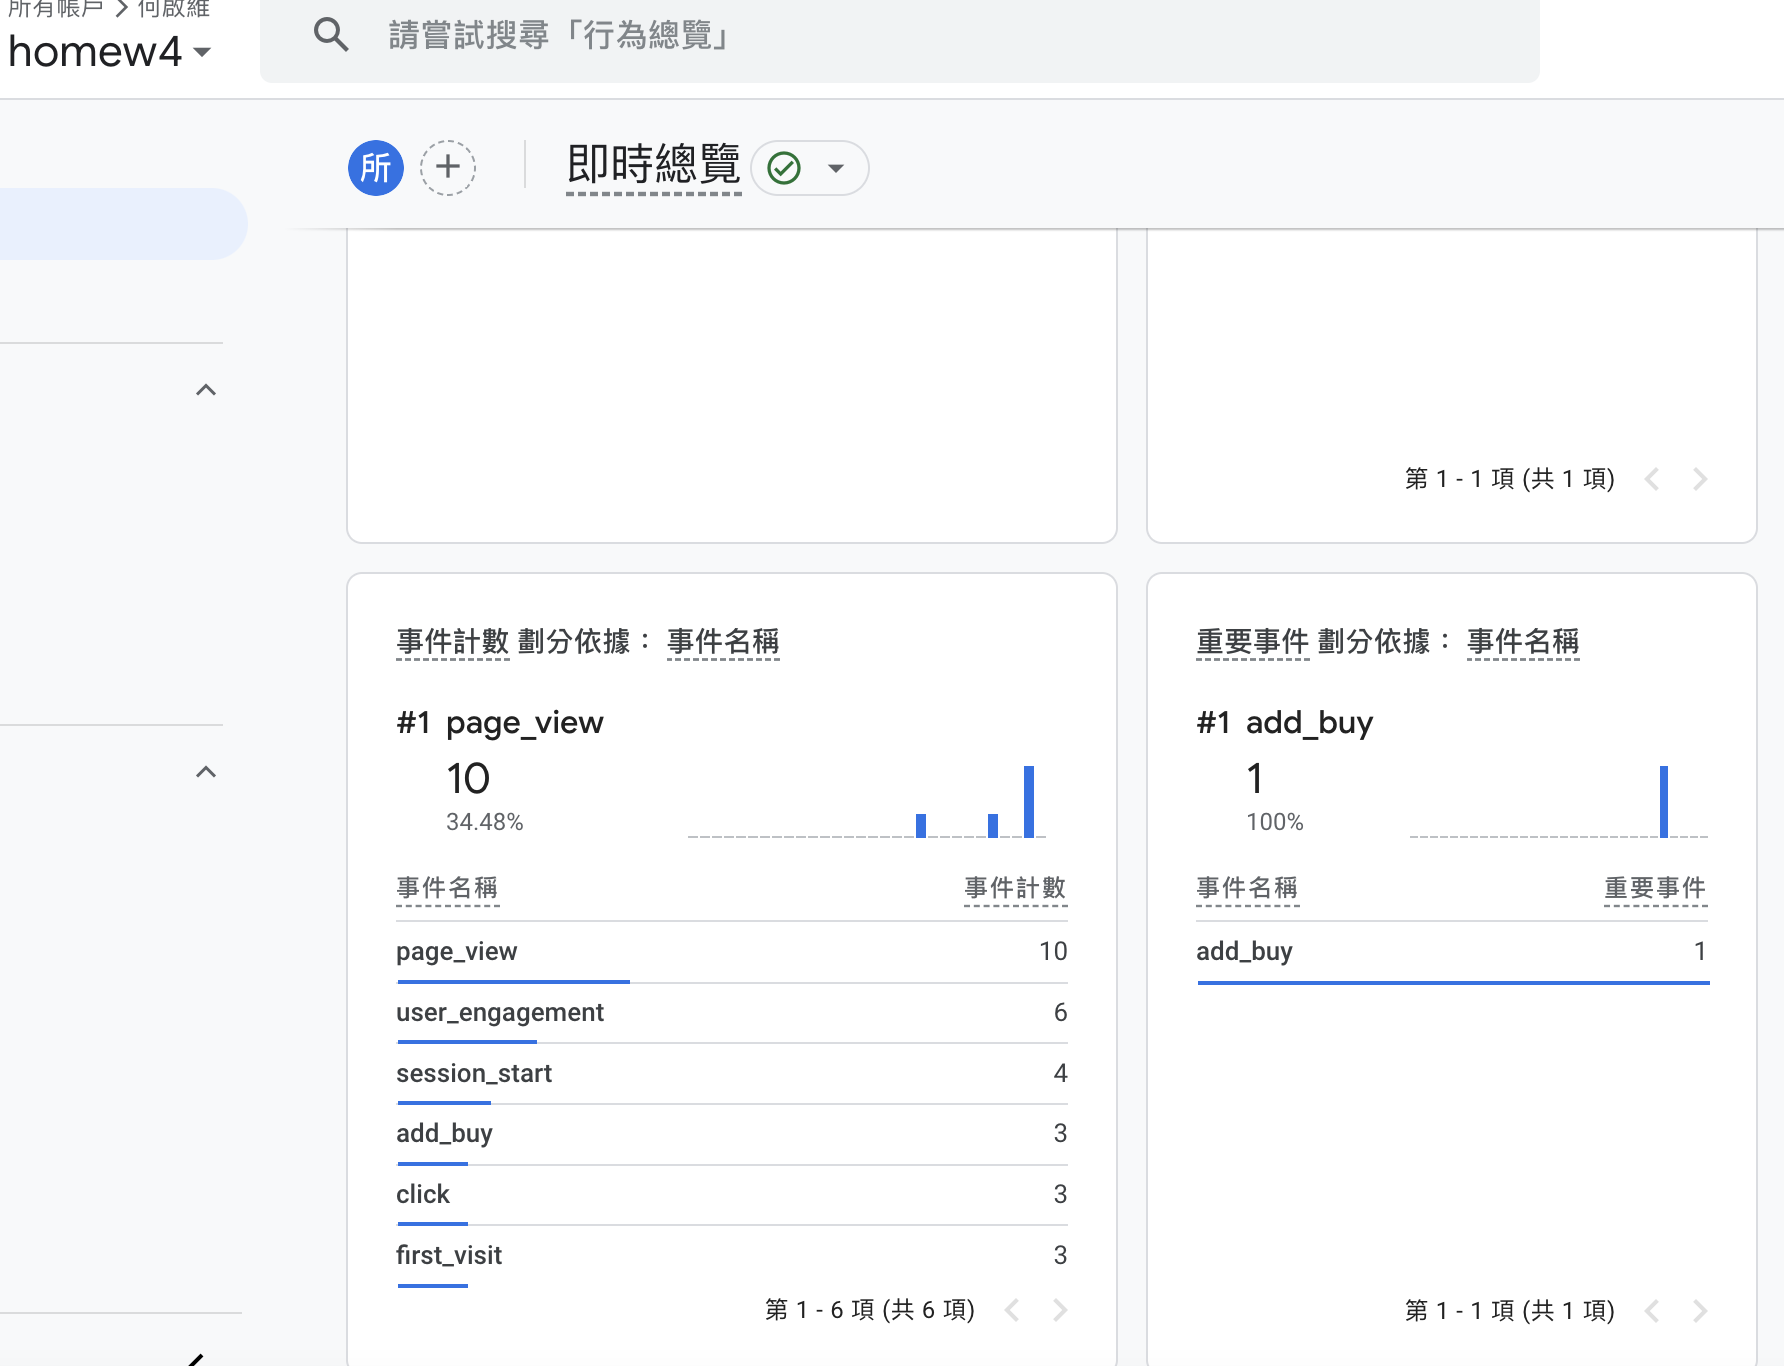 所有帳戶 > 何啟維
homew4
請嘗試搜尋「行為總覽」
所
即時總覽
第 1 - 1 項 (共 1 項)
事件計數 劃分依據： 事件名稱
#1 page_view
10
34.48%
事件名稱 事件計數
page_view 10
user_engagement 6
session_start 4
add_buy 3
click 3
first_visit 3
第 1 - 6 項 (共 6 項)
重要事件 劃分依據： 事件名稱
#1 add_buy
1
100%
事件名稱 重要事件
add_buy 1
第 1 - 1 項 (共 1 項)